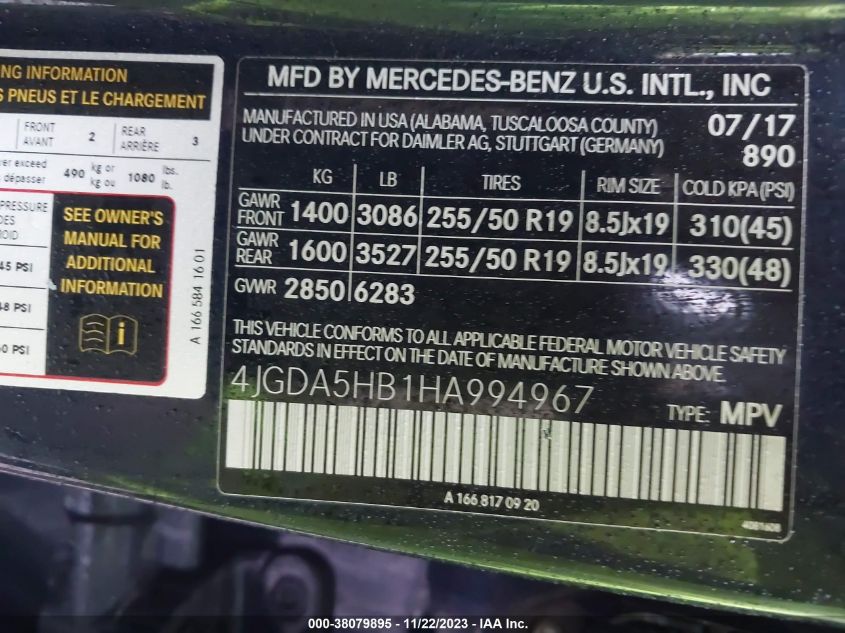 NG INFORMATION
S PNEUS ET LE CHARGEMENT
FRONT 2 REAR 3
AVANT ARRIÈRE
er exceed 490 kg or 1080 lbs.
dépasser kg ou lb.
PRESSURE
DES
OID
45 PSI
48 PSI
60 PSI
SEE OWNER'S
MANUAL FOR
ADDITIONAL
INFORMATION
A 166 584 16 01
MFD BY MERCEDES-BENZ U.S. INTL., INC
MANUFACTURED IN USA (ALABAMA, TUSCALOOSA COUNTY) 07/17
UNDER CONTRACT FOR DAIMLER AG, STUTTGART (GERMANY) 890
KG LB TIRES RIM SIZE COLD KPA (PSI)
GAWR FRONT 1400 3086 255/50 R19 8.5Jx19 310(45)
GAWR REAR 1600 3527 255/50 R19 8.5Jx19 330(48)
GWR 2850 6283
THIS VEHICLE CONFORMS TO ALL APPLICABLE FEDERAL MOTOR VEHICLE SAFETY
STANDARDS IN EFFECT ON THE DATE OF MANUFACTURE SHOWN ABOVE.
4JGDA5HB1HA994967 TYPE: MPV
A 166 817 09 20
4081608
000-38079895 - 11/22/2023 - IAA Inc.